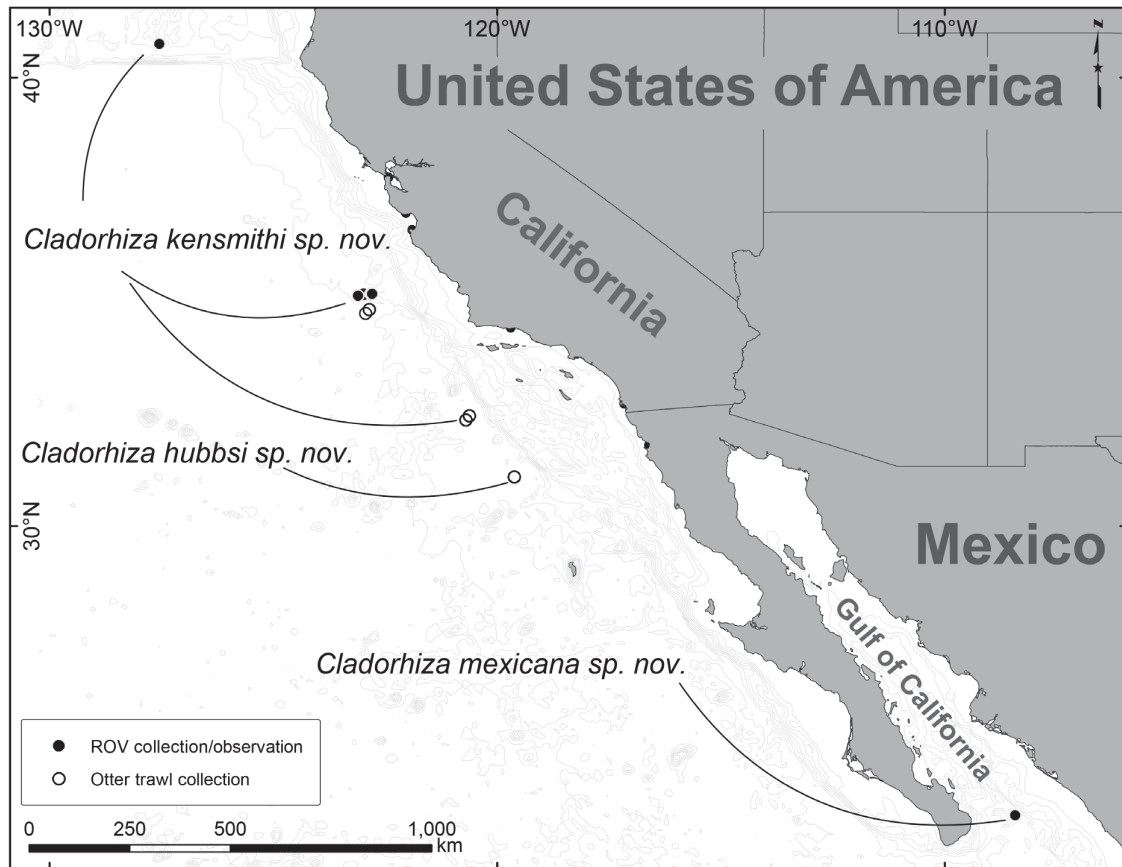 130°W
120°W
110°W
N
40°N
United States of America
California
Cladorhiza kensmithi sp. nov.
Cladorhiza hubbsi sp. nov.
30°N
Mexico
Gulf of California
Cladorhiza mexicana sp. nov.
ROV collection/observation
Otter trawl collection
0 250 500 1,000
km